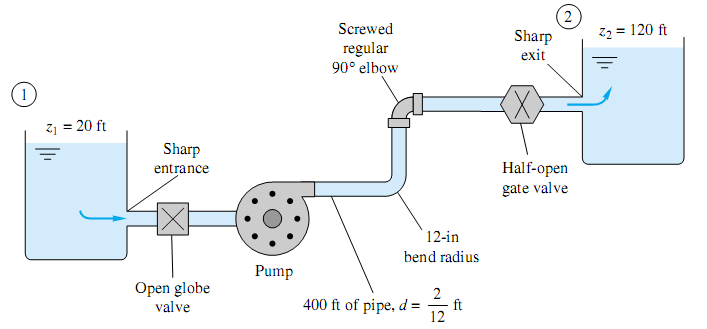 1
z1 = 20 ft
Sharp
entrance
Open globe
valve
Pump
400 ft of pipe, d = 2/12 ft
12-in
bend radius
Screwed
regular
90° elbow
Half-open
gate valve
Sharp
exit
2
z2 = 120 ft